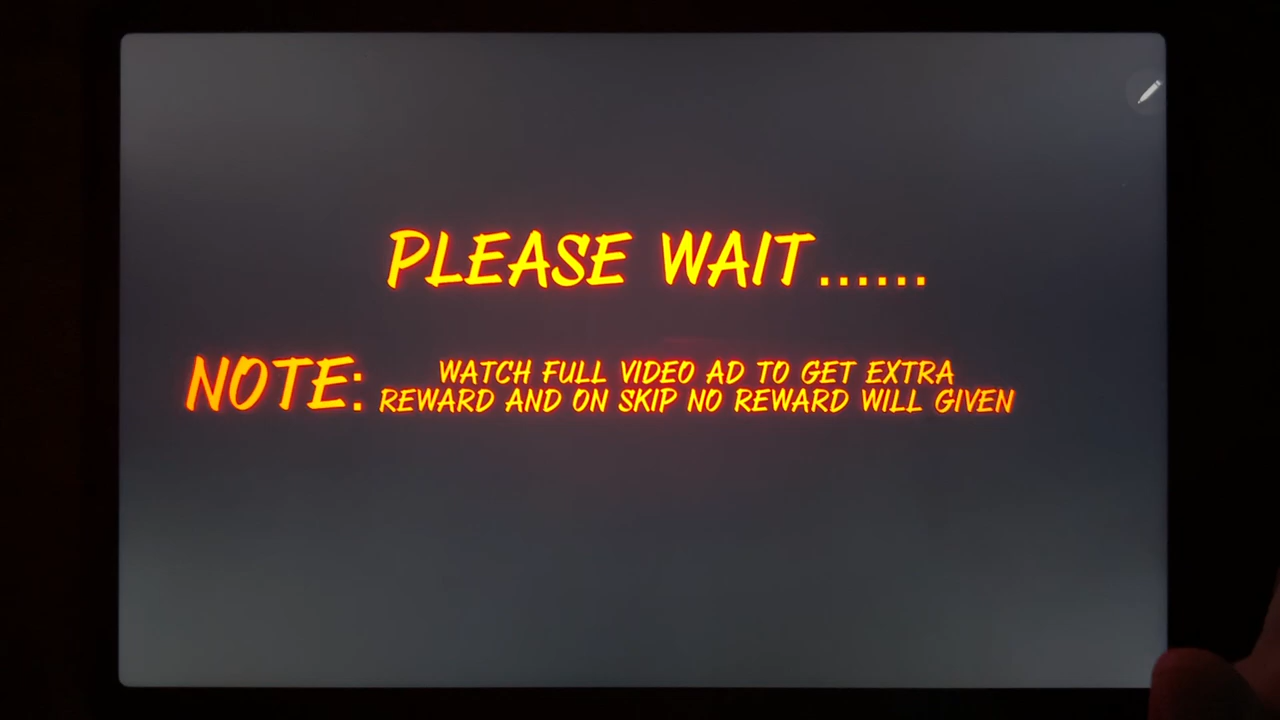 PLEASE WAIT......
NOTE:
WATCH FULL VIDEO AD TO GET EXTRA
REWARD AND ON SKIP NO REWARD WILL GIVEN